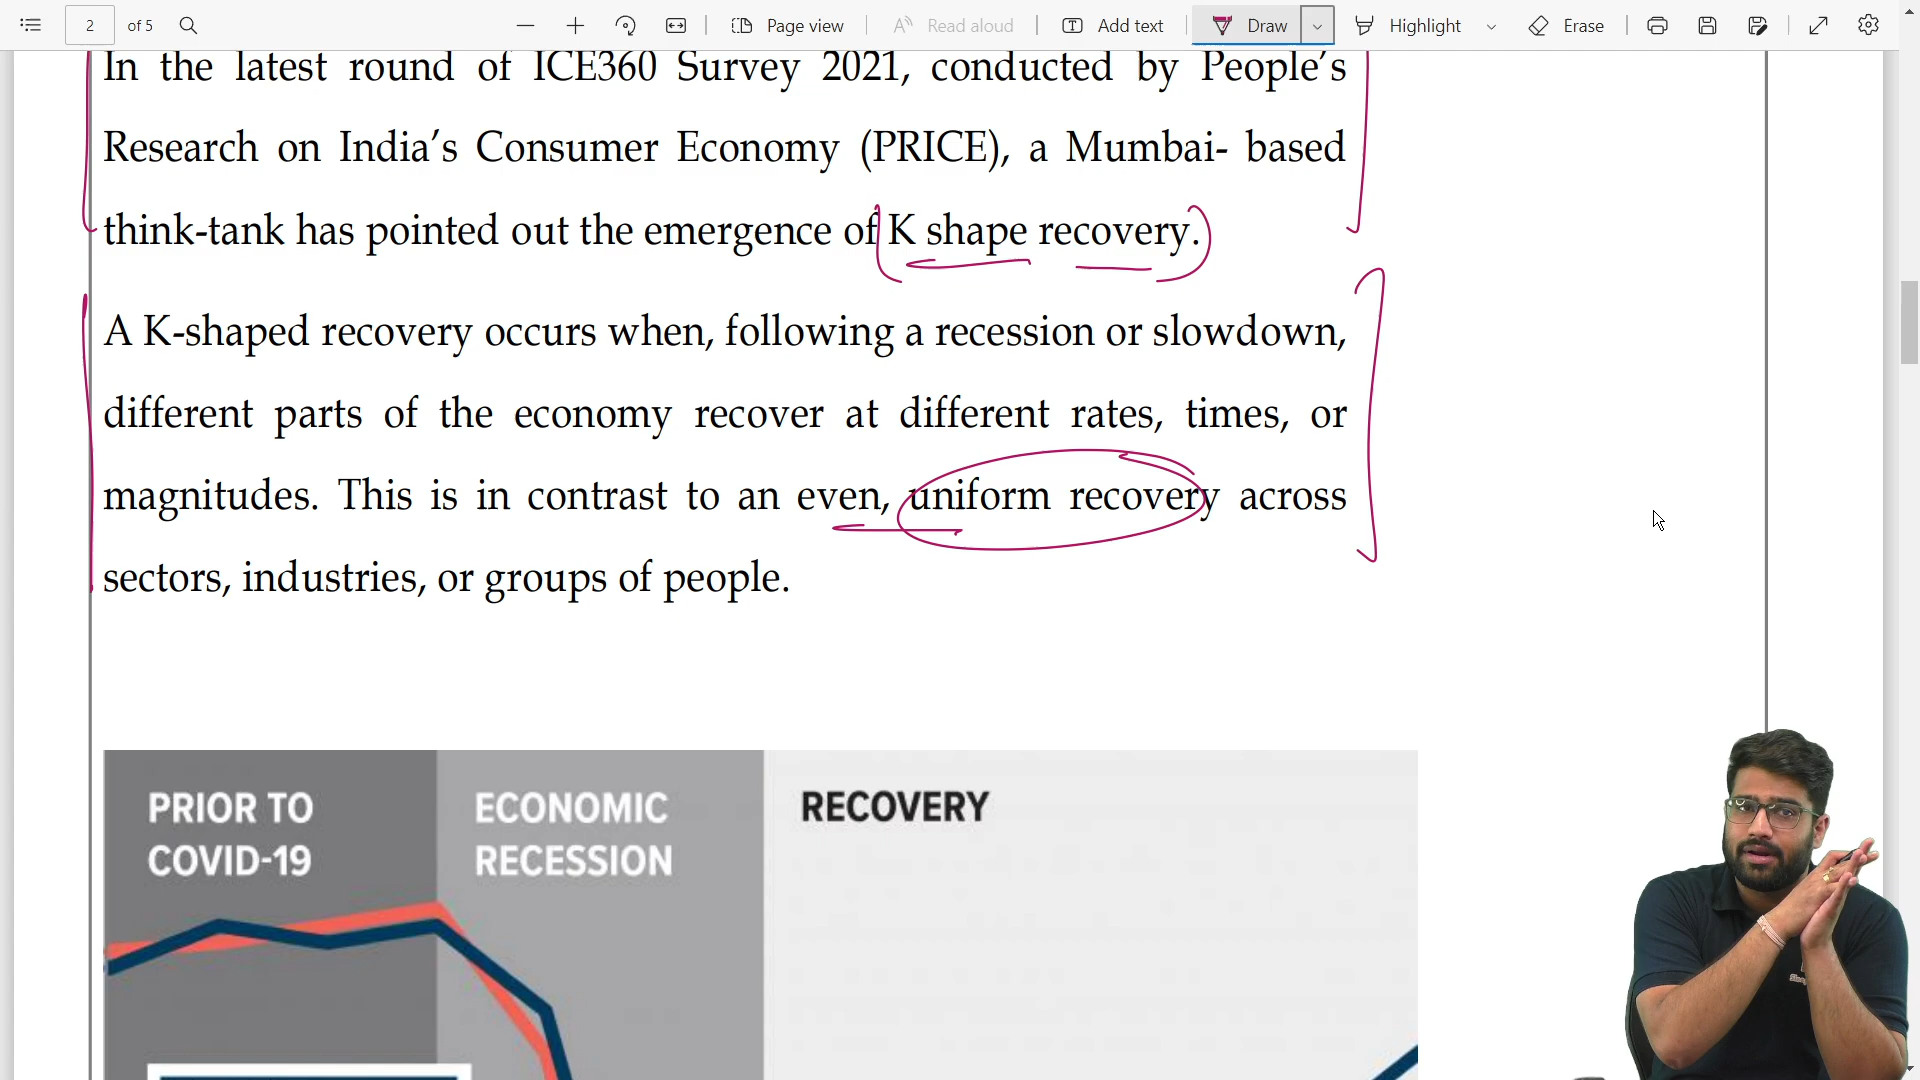 2 of 5 Page view Read aloud Add text Draw Highlight Erase
In the latest round of ICE360 Survey 2021, conducted by People’s
Research on India’s Consumer Economy (PRICE), a Mumbai- based
think-tank has pointed out the emergence of K shape recovery.
A K-shaped recovery occurs when, following a recession or slowdown,
different parts of the economy recover at different rates, times, or
magnitudes. This is in contrast to an even, uniform recovery across
sectors, industries, or groups of people.
PRIOR TO
COVID-19
ECONOMIC
RECESSION
RECOVERY